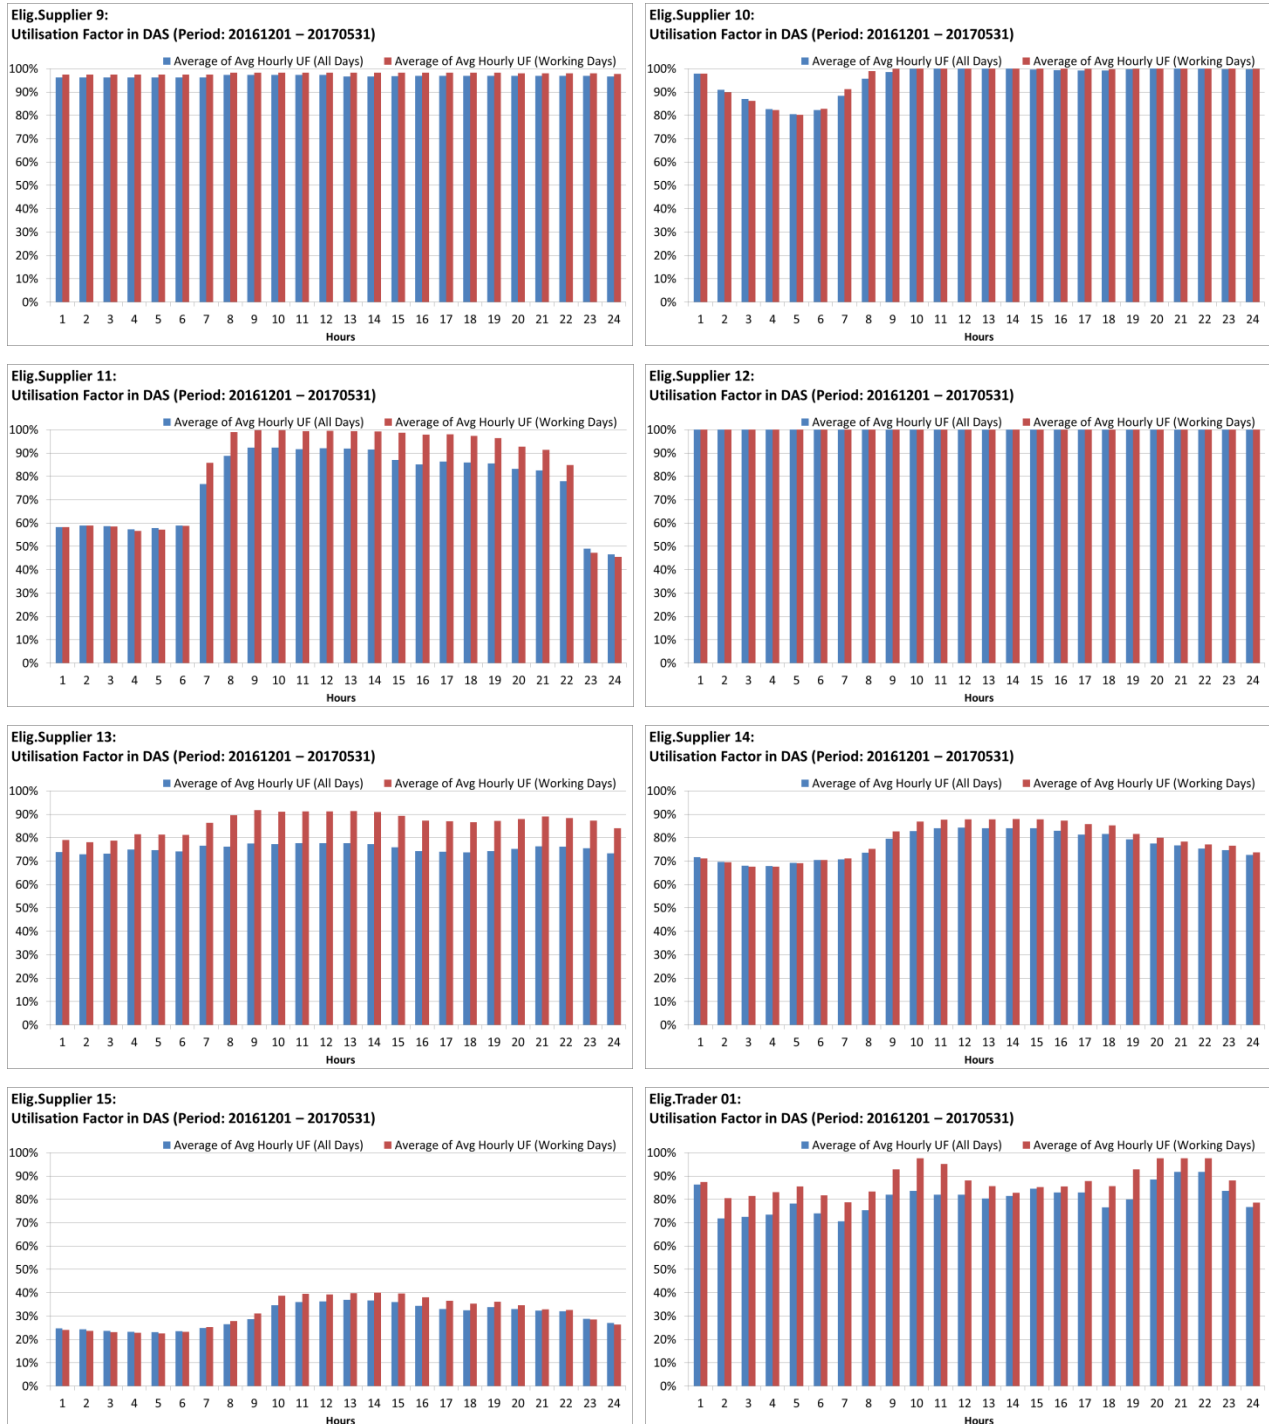 Elig.Supplier 9:
Utilisation Factor in DAS (Period: 20161201 – 20170531)
Average of Avg Hourly UF (All Days) Average of Avg Hourly UF (Working Days)
100%
90%
80%
70%
60%
50%
40%
30%
20%
10%
0%
1 2 3 4 5 6 7 8 9 10 11 12 13 14 15 16 17 18 19 20 21 22 23 24
Hours
Elig.Supplier 10:
Utilisation Factor in DAS (Period: 20161201 – 20170531)
Average of Avg Hourly UF (All Days) Average of Avg Hourly UF (Working Days)
100%
90%
80%
70%
60%
50%
40%
30%
20%
10%
0%
1 2 3 4 5 6 7 8 9 10 11 12 13 14 15 16 17 18 19 20 21 22 23 24
Hours
Elig.Supplier 11:
Utilisation Factor in DAS (Period: 20161201 – 20170531)
Average of Avg Hourly UF (All Days) Average of Avg Hourly UF (Working Days)
100%
90%
80%
70%
60%
50%
40%
30%
20%
10%
0%
1 2 3 4 5 6 7 8 9 10 11 12 13 14 15 16 17 18 19 20 21 22 23 24
Hours
Elig.Supplier 12:
Utilisation Factor in DAS (Period: 20161201 – 20170531)
Average of Avg Hourly UF (All Days) Average of Avg Hourly UF (Working Days)
100%
90%
80%
70%
60%
50%
40%
30%
20%
10%
0%
1 2 3 4 5 6 7 8 9 10 11 12 13 14 15 16 17 18 19 20 21 22 23 24
Hours
Elig.Supplier 13:
Utilisation Factor in DAS (Period: 20161201 – 20170531)
Average of Avg Hourly UF (All Days) Average of Avg Hourly UF (Working Days)
100%
90%
80%
70%
60%
50%
40%
30%
20%
10%
0%
1 2 3 4 5 6 7 8 9 10 11 12 13 14 15 16 17 18 19 20 21 22 23 24
Hours
Elig.Supplier 14:
Utilisation Factor in DAS (Period: 20161201 – 20170531)
Average of Avg Hourly UF (All Days) Average of Avg Hourly UF (Working Days)
100%
90%
80%
70%
60%
50%
40%
30%
20%
10%
0%
1 2 3 4 5 6 7 8 9 10 11 12 13 14 15 16 17 18 19 20 21 22 23 24
Hours
Elig.Supplier 15:
Utilisation Factor in DAS (Period: 20161201 – 20170531)
Average of Avg Hourly UF (All Days) Average of Avg Hourly UF (Working Days)
100%
90%
80%
70%
60%
50%
40%
30%
20%
10%
0%
1 2 3 4 5 6 7 8 9 10 11 12 13 14 15 16 17 18 19 20 21 22 23 24
Hours
Elig.Trader 01:
Utilisation Factor in DAS (Period: 20161201 – 20170531)
Average of Avg Hourly UF (All Days) Average of Avg Hourly UF (Working Days)
100%
90%
80%
70%
60%
50%
40%
30%
20%
10%
0%
1 2 3 4 5 6 7 8 9 10 11 12 13 14 15 16 17 18 19 20 21 22 23 24
Hours